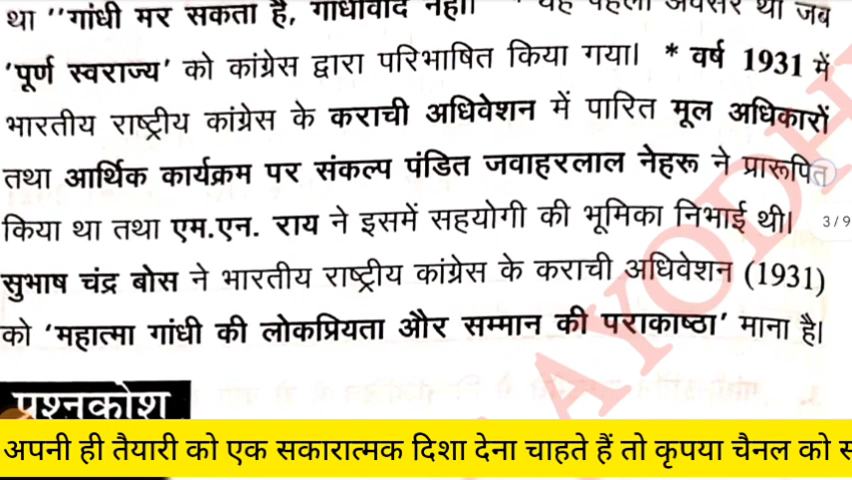 था "गांधी मर सकता है, गांधीवाद नहीं। * यह पहला अवसर था जब
'पूर्ण स्वराज्य' को कांग्रेस द्वारा परिभाषित किया गया। * वर्ष 1931 में
भारतीय राष्ट्रीय कांग्रेस के कराची अधिवेशन में पारित मूल अधिकारों
तथा आर्थिक कार्यक्रम पर संकल्प पंडित जवाहरलाल नेहरू ने प्रारूपित
किया था तथा एम.एन. राय ने इसमें सहयोगी की भूमिका निभाई थी।
3/9
सुभाष चंद्र बोस ने भारतीय राष्ट्रीय कांग्रेस के कराची अधिवेशन (1931)
को 'महात्मा गांधी की लोकप्रियता और सम्मान की पराकाष्ठा' माना है।
प्रश्नकोश
AYODH
अपनी ही तैयारी को एक सकारात्मक दिशा देना चाहते हैं तो कृपया चैनल को